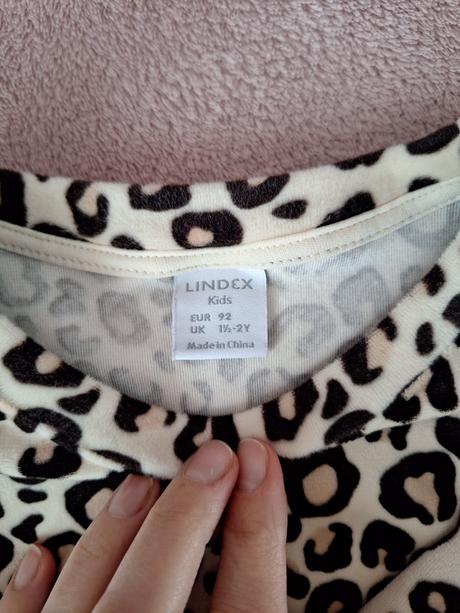 LINDEX
Kids
EUR 92
UK 1½-2Y
Made in China